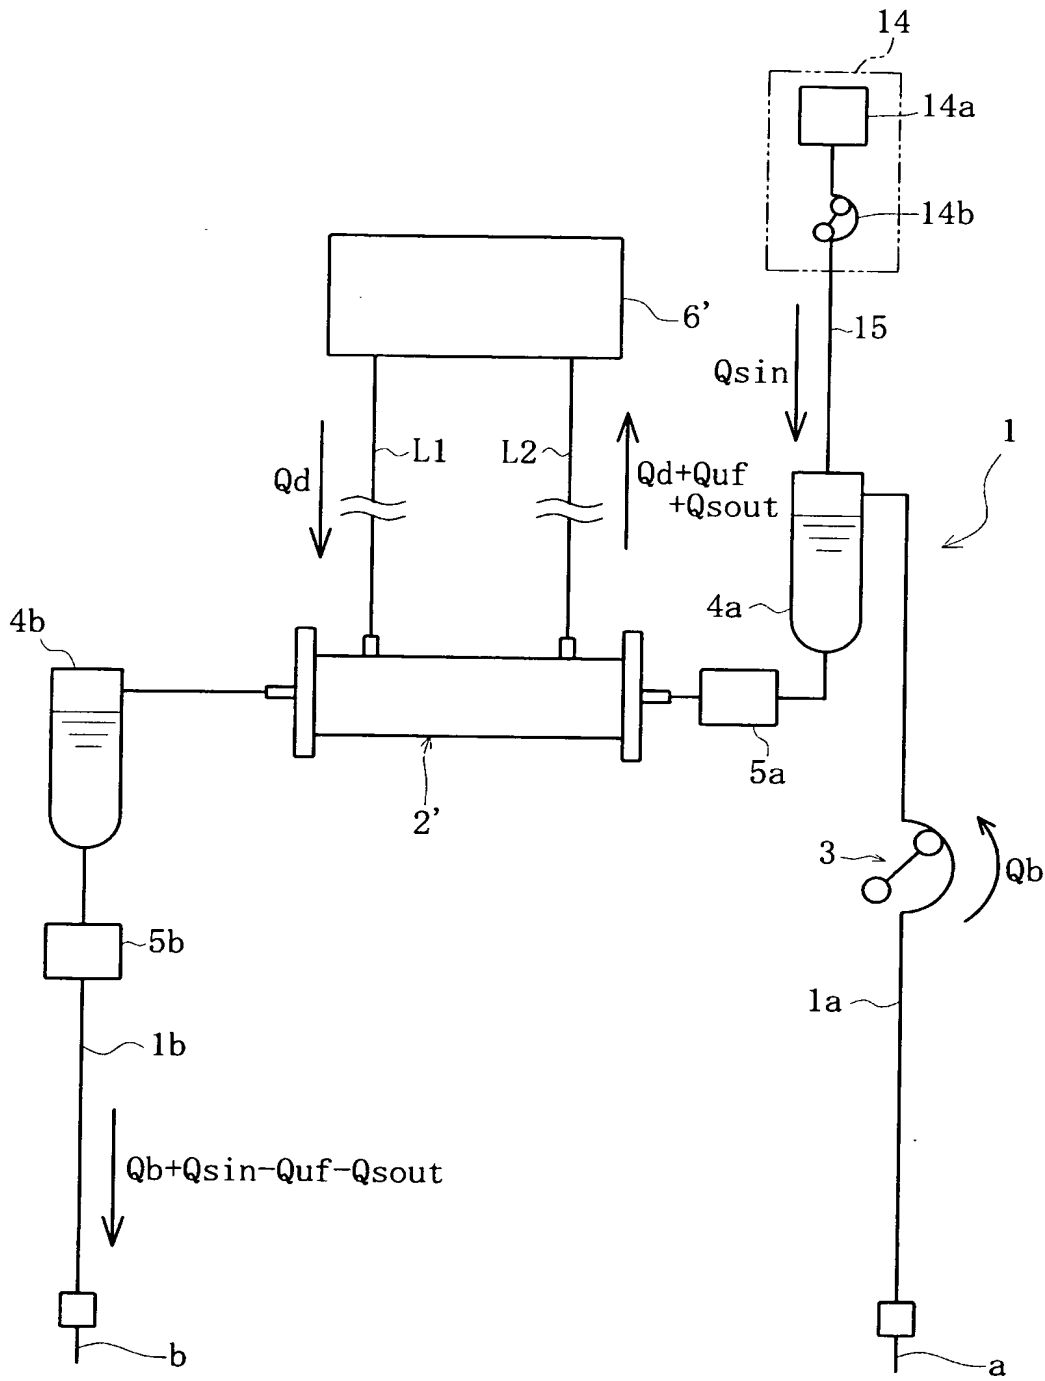 14
14a
14b
6'
15
Qsin
1
L1
L2
Qd
Qd+Quf
+Qsout
4a
4b
5a
2'
3
Qb
5b
1a
1b
Qb+Qsin-Quf-Qsout
b
a